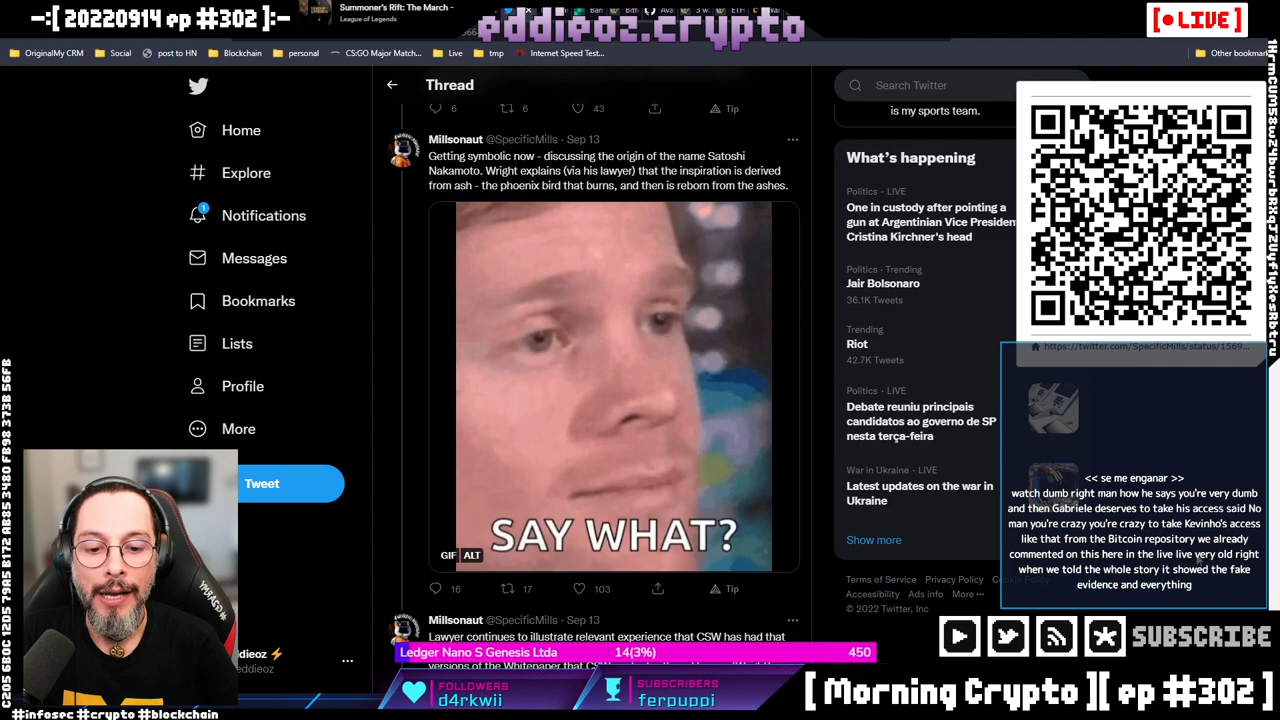 -:[ 20220914 ep #302 ]:-
Summoner's Rift: The March -
League of Legends
eddieoz.crypto
[● LIVE]
OriginalMy CRM
Social
post to HN
Blockchain
personal
CS:GO Major Match...
Live
tmp
Internet Speed Test...
Other bookmar
Thread
Search Twitter
is my sports team.
6
6
43
Tip
Home
Explore
1
Notifications
Messages
Bookmarks
Lists
Profile
More
Tweet
Millsonaut @SpecificMills · Sep 13
Getting symbolic now - discussing the origin of the name Satoshi
Nakamoto. Wright explains (via his lawyer) that the inspiration is derived
from ash - the phoenix bird that burns, and then is reborn from the ashes.
SAY WHAT?
GIF ALT
16
17
103
Tip
Millsonaut @SpecificMills · Sep 13
Lawyer continues to illustrate relevant experience that CSW has had that
What's happening
Politics · LIVE
One in custody after pointing a
gun at Argentinian Vice Presiden
Cristina Kirchner's head
Politics · Trending
Jair Bolsonaro
36.1K Tweets
Trending
Riot
42.7K Tweets
Politics · LIVE
Debate reuniu principais
candidatos ao governo de SP
nesta terça-feira
War in Ukraine · LIVE
Latest updates on the war in
Ukraine
Show more
Terms of Service Privacy Policy
Accessibility Ads info More ···
© 2022 Twitter, Inc
https://twitter.com/SpecificMills/status/1569...
<< se me enganar >>
watch dumb right man how he says you're very dumb
and then Gabriele deserves to take his access said No
man you're crazy you're crazy to take Kevinho's access
like that from the Bitcoin repository we already
commented on this here in the live live very old right
when we told the whole story it showed the fake
evidence and everything
SUBSCRIBE
Ledger Nano S Genesis Ltda 14(3%) 450
FOLLOWERS
d4rkwii
SUBSCRIBERS
ferpuppi
[ Morning Crypto ][ ep #302 ]
#infosec #crypto #blockchain